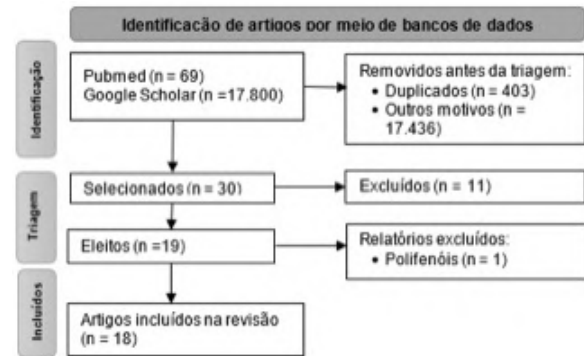 Identificação de artigos por meio de bancos de dados
Identificação
Pubmed (n = 69)
Google Scholar (n =17.800)
Removidos antes da triagem:
• Duplicados (n = 403)
• Outros motivos (n =
17.436)
Triagem
Selecionados (n = 30)
Excluídos (n = 11)
Eleitos (n =19)
Relatórios excluídos:
• Polifenóis (n = 1)
Incluídos
Artigos incluídos na revisão
(n = 18)